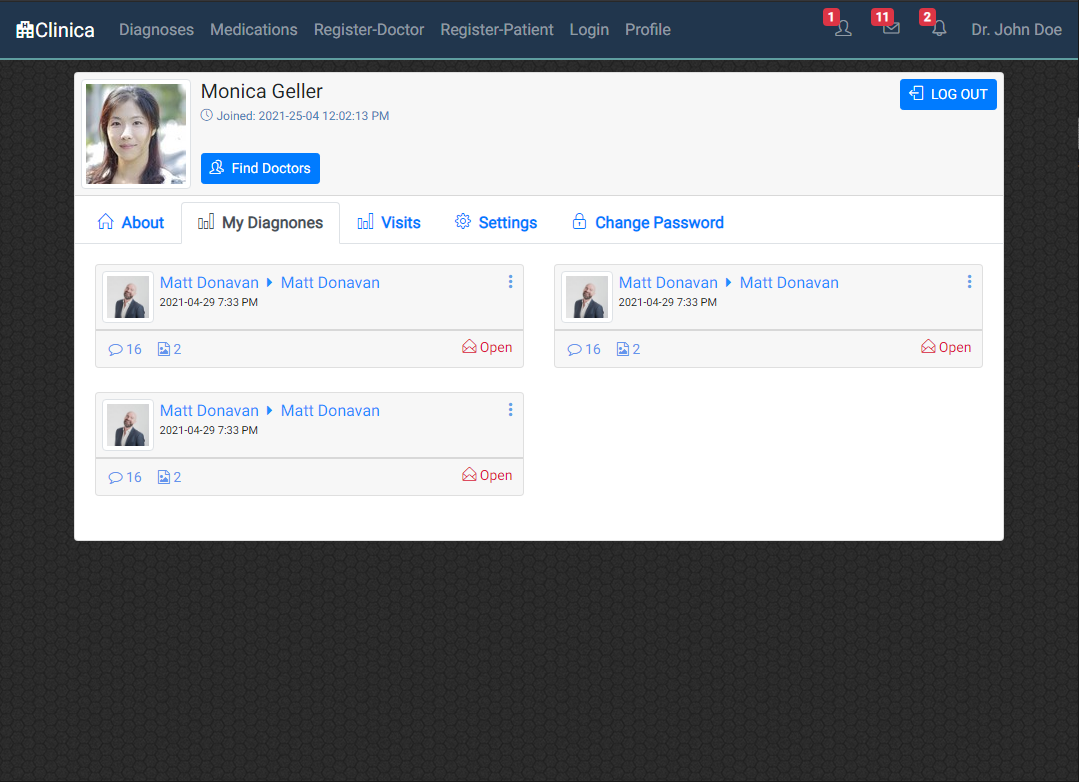 Clinica Diagnoses Medications Register-Doctor Register-Patient Login Profile 1 11 2 Dr. John Doe
Monica Geller
LOG OUT
Joined: 2021-25-04 12:02:13 PM
Find Doctors
About My Diagnones Visits Settings Change Password
Matt Donavan Matt Donavan
2021-04-29 7:33 PM
16 2 Open
Matt Donavan Matt Donavan
2021-04-29 7:33 PM
16 2 Open
Matt Donavan Matt Donavan
2021-04-29 7:33 PM
16 2 Open